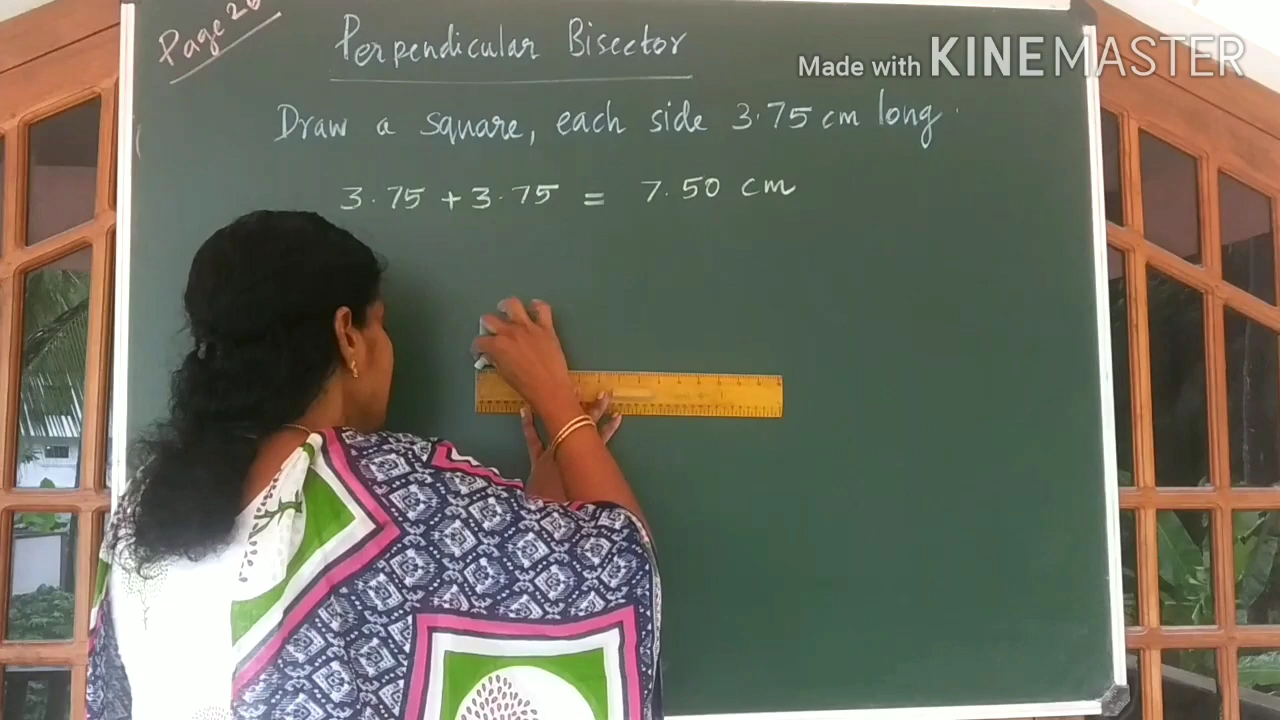 Page 26
Perpendicular Bisector
Made with KINEMASTER
Draw a square, each side 3.75 cm long.
3.75 + 3.75 = 7.50 cm